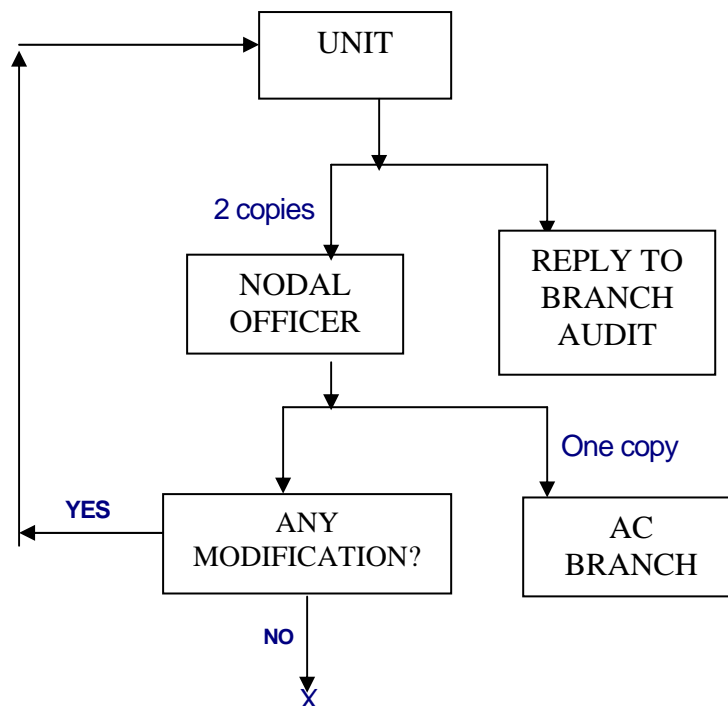 UNIT
2 copies
NODAL
OFFICER
REPLY TO
BRANCH
AUDIT
One copy
YES
ANY
MODIFICATION?
AC
BRANCH
NO
X